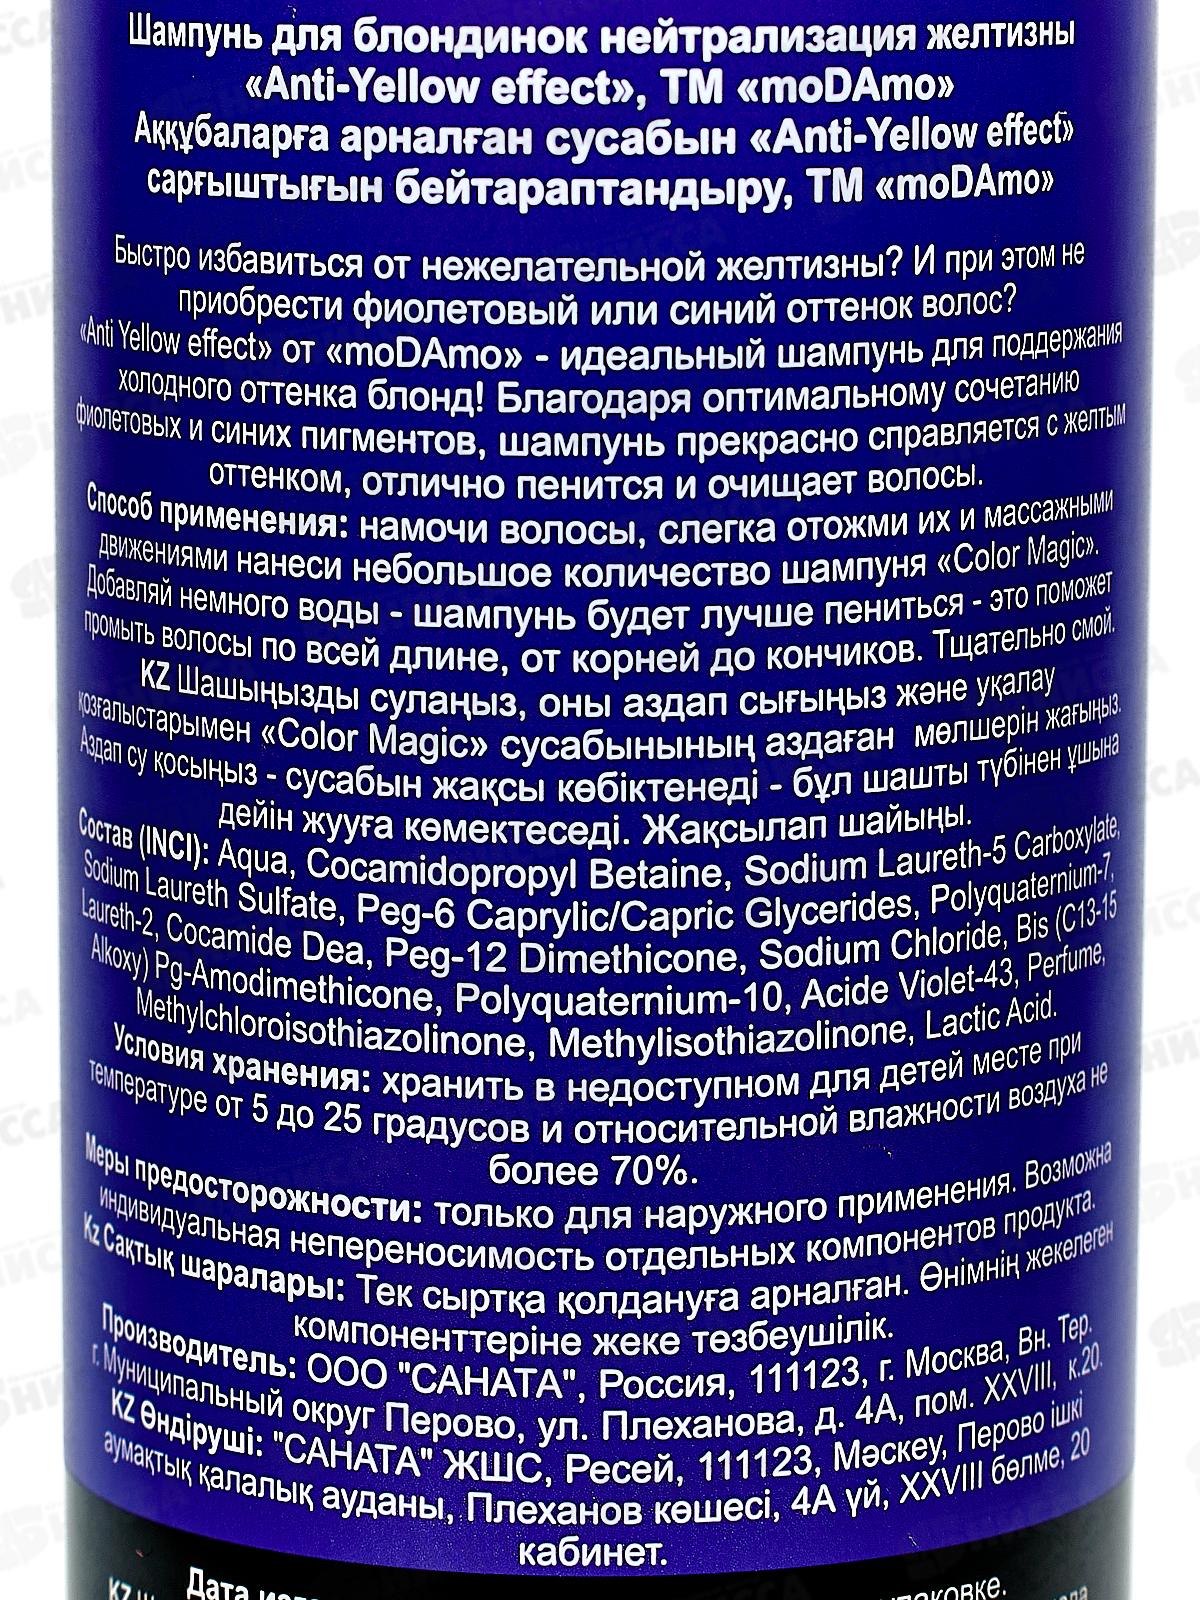 Шампунь для блондинок нейтрализация желтизны
«Anti-Yellow effect», ТМ «moDAmo»
Аққұбаларға арналған сусабын «Anti-Yellow effect»
сарғыштығын бейтараптандыру, ТМ «moDAmo»
Быстро избавиться от нежелательной желтизны? И при этом не
приобрести фиолетовый или синий оттенок волос?
«Anti Yellow effect» от «moDAmo» - идеальный шампунь для поддержания
холодного оттенка блонд! Благодаря оптимальному сочетанию
фиолетовых и синих пигментов, шампунь прекрасно справляется с желтым
оттенком, отлично пенится и очищает волосы.
Способ применения: намочи волосы, слегка отожми их и массажными
движениями нанеси небольшое количество шампуня «Color Magic».
Добавляй немного воды - шампунь будет лучше пениться - это поможет
промыть волосы по всей длине, от корней до кончиков. Тщательно смой.
KZ Шашыңызды сулаңыз, оны аздап сығыңыз және уқалау
қозғалыстарымен «Color Magic» сусабынының аздаған мөлшерін жағыңыз.
Аздап су қосыңыз - сусабын жақсы көбіктенеді - бұл шашты түбінен ұшына
дейін жууға көмектеседі. Жақсылап шайыңы.
Состав (INCI): Aqua, Cocamidopropyl Betaine, Sodium Laureth-5 Carboxylate,
Sodium Laureth Sulfate, Peg-6 Caprylic/Capric Glycerides, Polyquaternium-7,
Laureth-2, Cocamide Dea, Peg-12 Dimethicone, Sodium Chloride, Bis (C13-15
Alkoxy) Pg-Amodimethicone, Polyquaternium-10, Acide Violet-43, Perfume,
Methylchloroisothiazolinone, Methylisothiazolinone, Lactic Acid.
Условия хранения: хранить в недоступном для детей месте при
температуре от 5 до 25 градусов и относительной влажности воздуха не
более 70%.
Меры предосторожности: только для наружного применения. Возможна
индивидуальная непереносимость отдельных компонентов продукта.
Kz Сақтық шаралары: Тек сыртқа қолдануға арналған. Өнімнің жекелеген
компоненттеріне жеке төзбеушілік.
Производитель: ООО "САНАТА", Россия, 111123, г. Москва, Вн. Тер.
г. Муниципальный округ Перово, ул. Плеханова, д. 4А, пом. XXVIII, к.20.
KZ Өндіруші: "САНАТА" ЖШС, Ресей, 111123, Мәскеу, Перово ішкі
аумақтық қалалық ауданы, Плеханов көшесі, 4А үй, XXVIII бөлме, 20
кабинет.
Дата
KZ